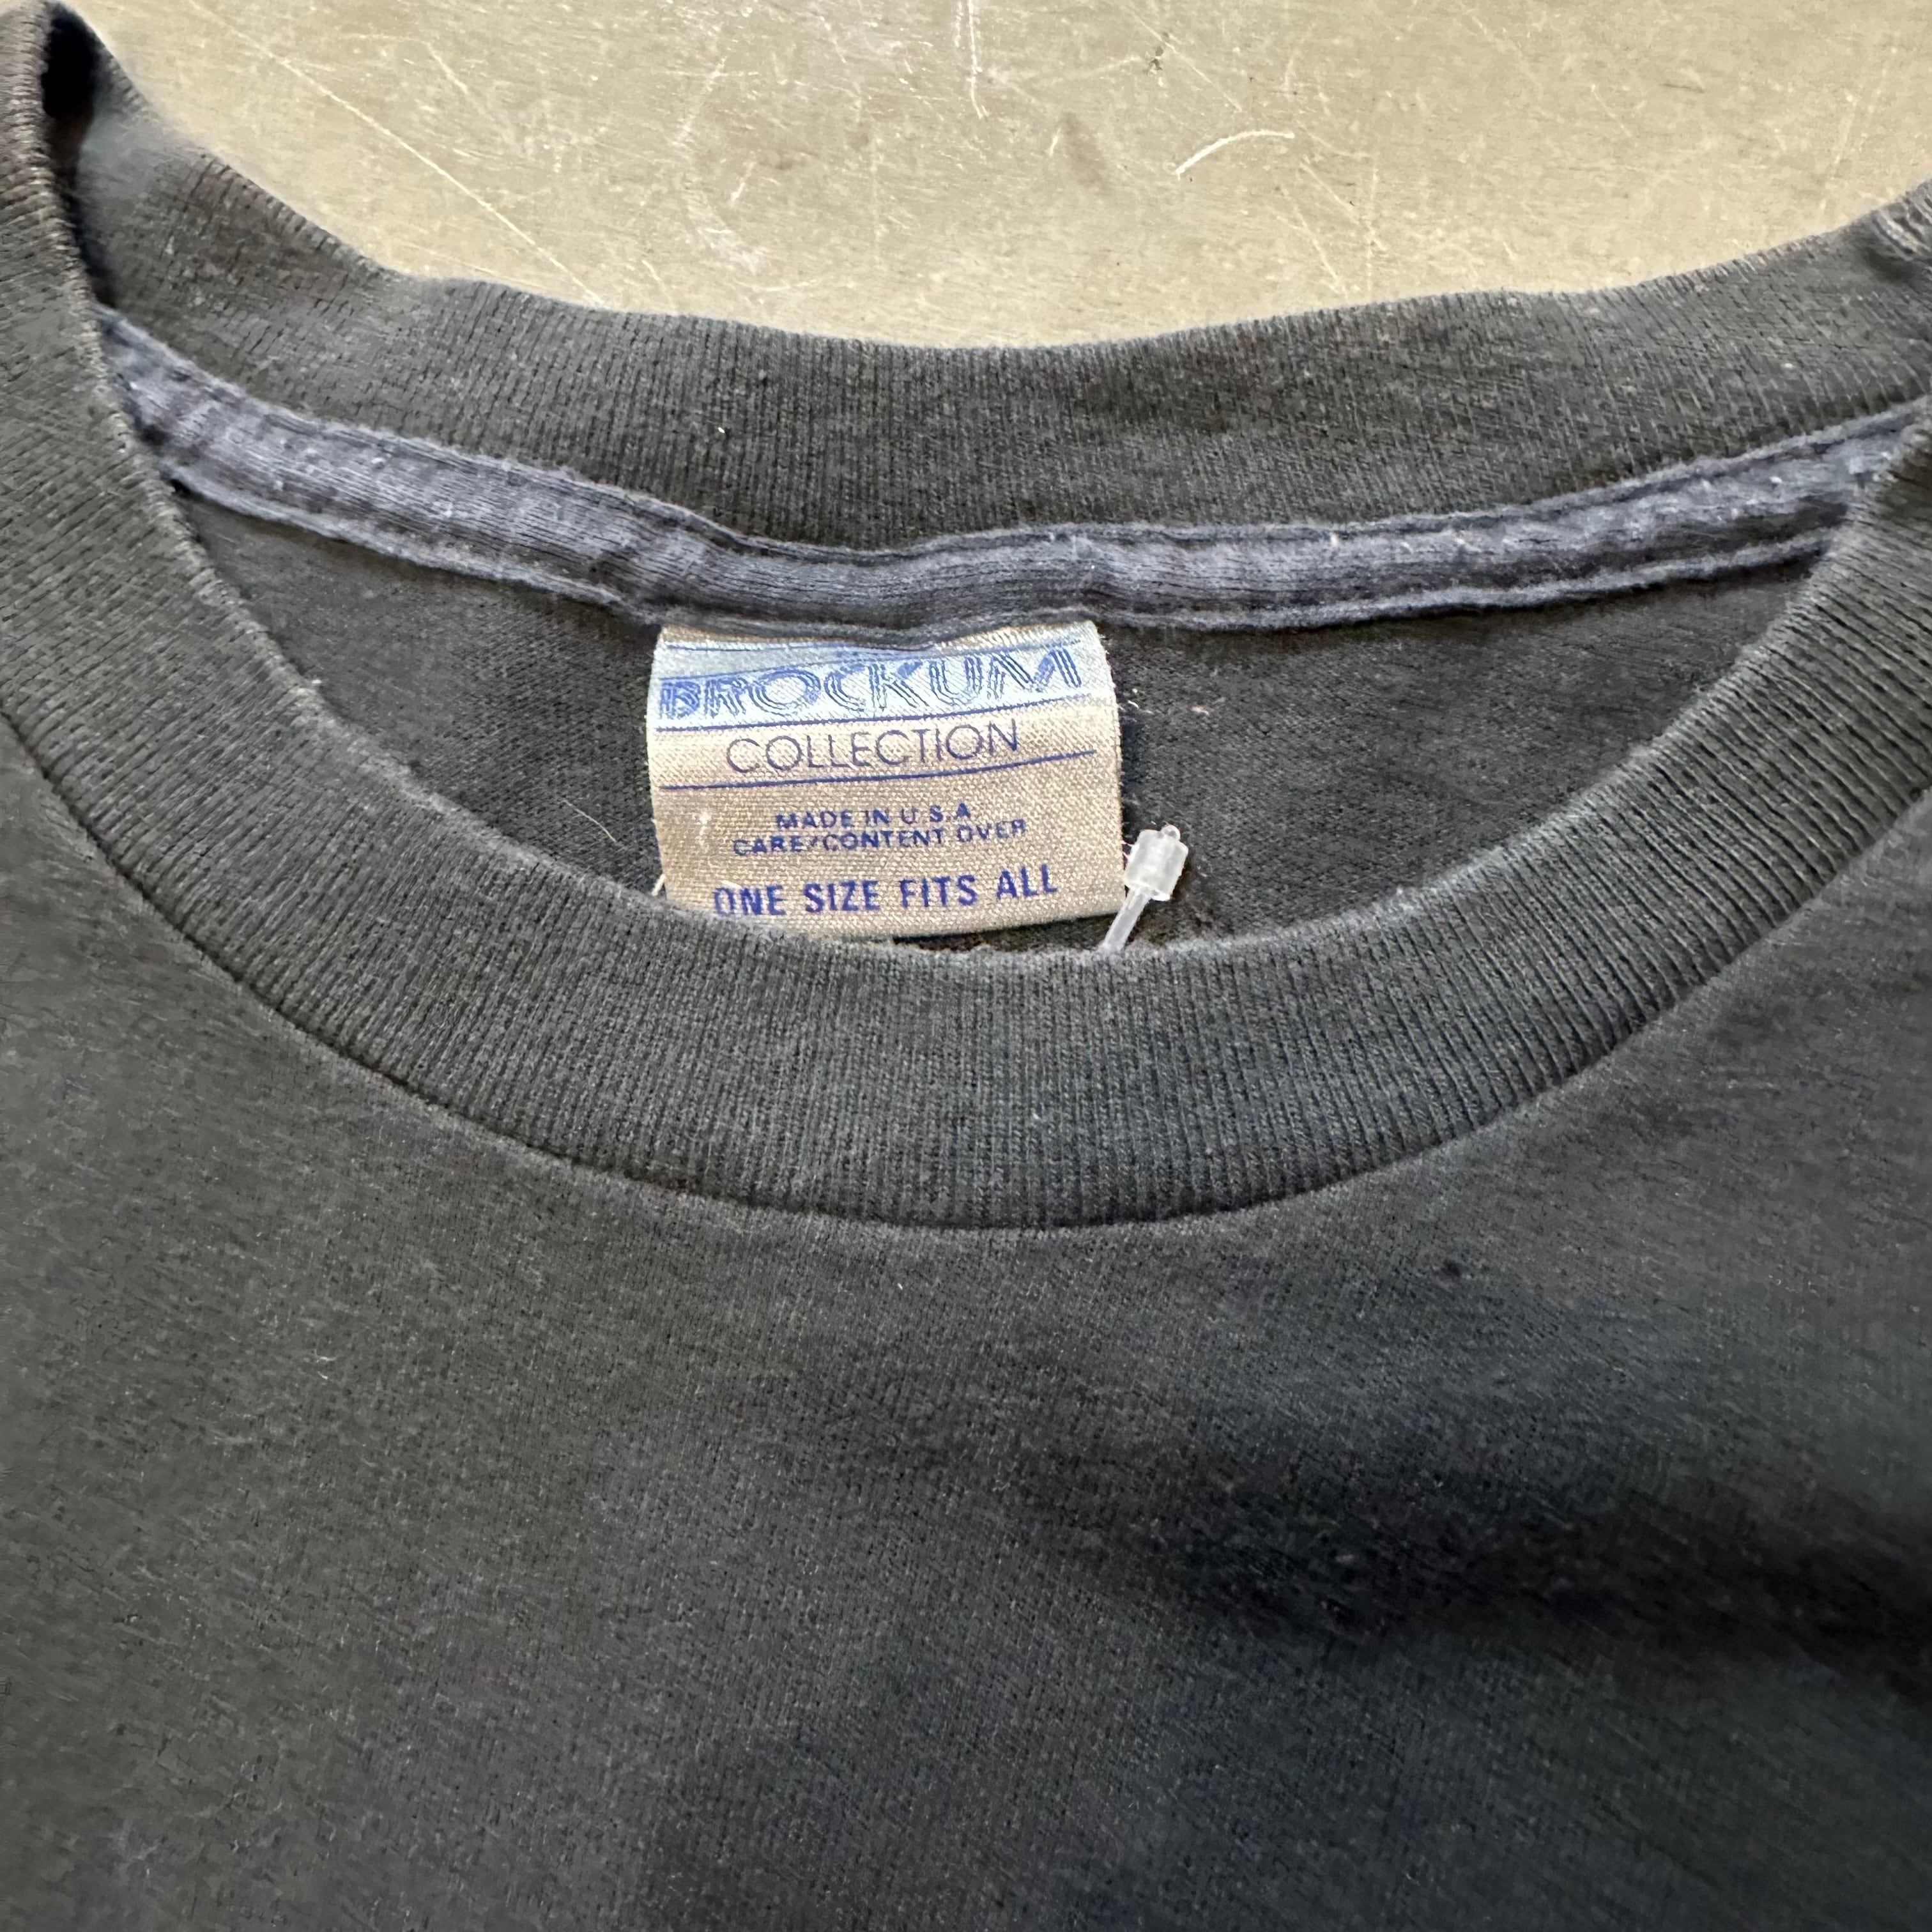 BROCKUM
COLLECTION
MADE IN U.S.A
CARE/CONTENT OVER
ONE SIZE FITS ALL